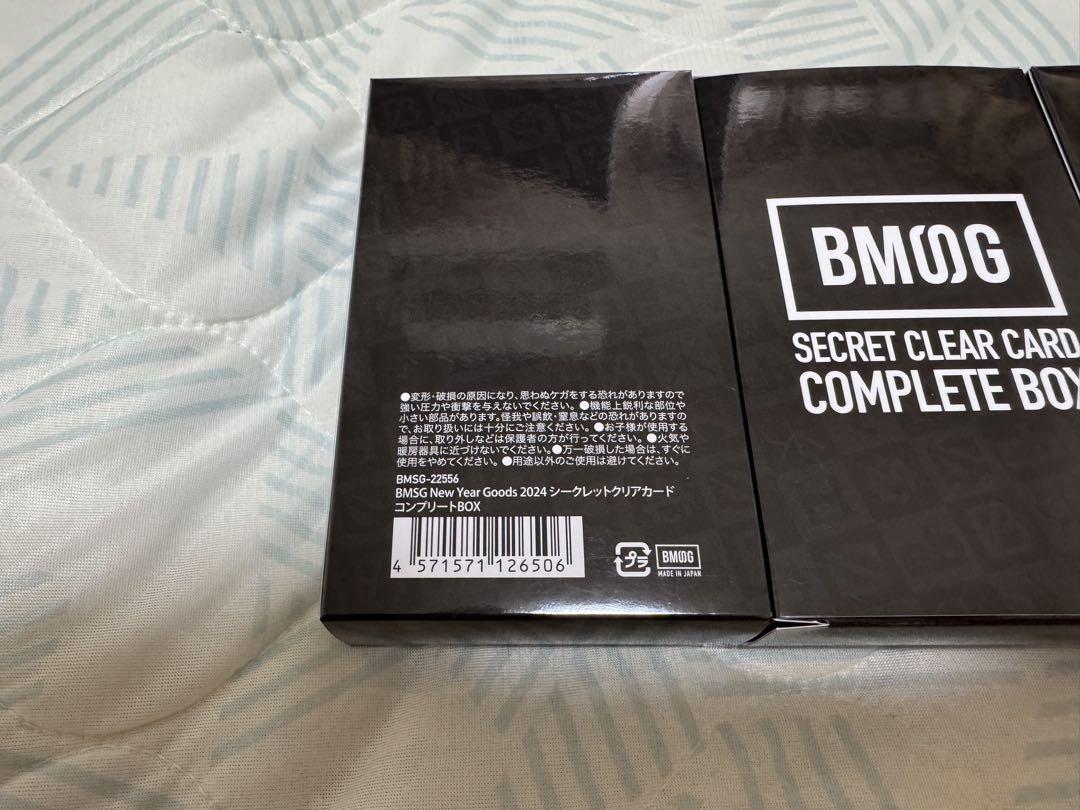 ●変形・破損の原因になり、思わぬケガをする恐れがありますので
強い圧力や衝撃を与えないでください。●機能上鋭利な部位や
小さい部品があります。怪我や誤飲・窒息などの恐れがありますの
で、お取り扱いには十分にご注意ください。●お子様が使用する
場合に、取り外しなどは保護者の方が行ってください。●火気や
暖房器具に近づけないでください。●万一破損した場合は、すぐに
使用をやめてください。●用途以外のご使用は避けてください。
BMSG-22556
BMSG New Year Goods 2024 シークレットクリアカード
コンプリートBOX
4 571571 126506
プラ
BMSG
MADE IN JAPAN
BMSG
SECRET CLEAR CARD
COMPLETE BOX